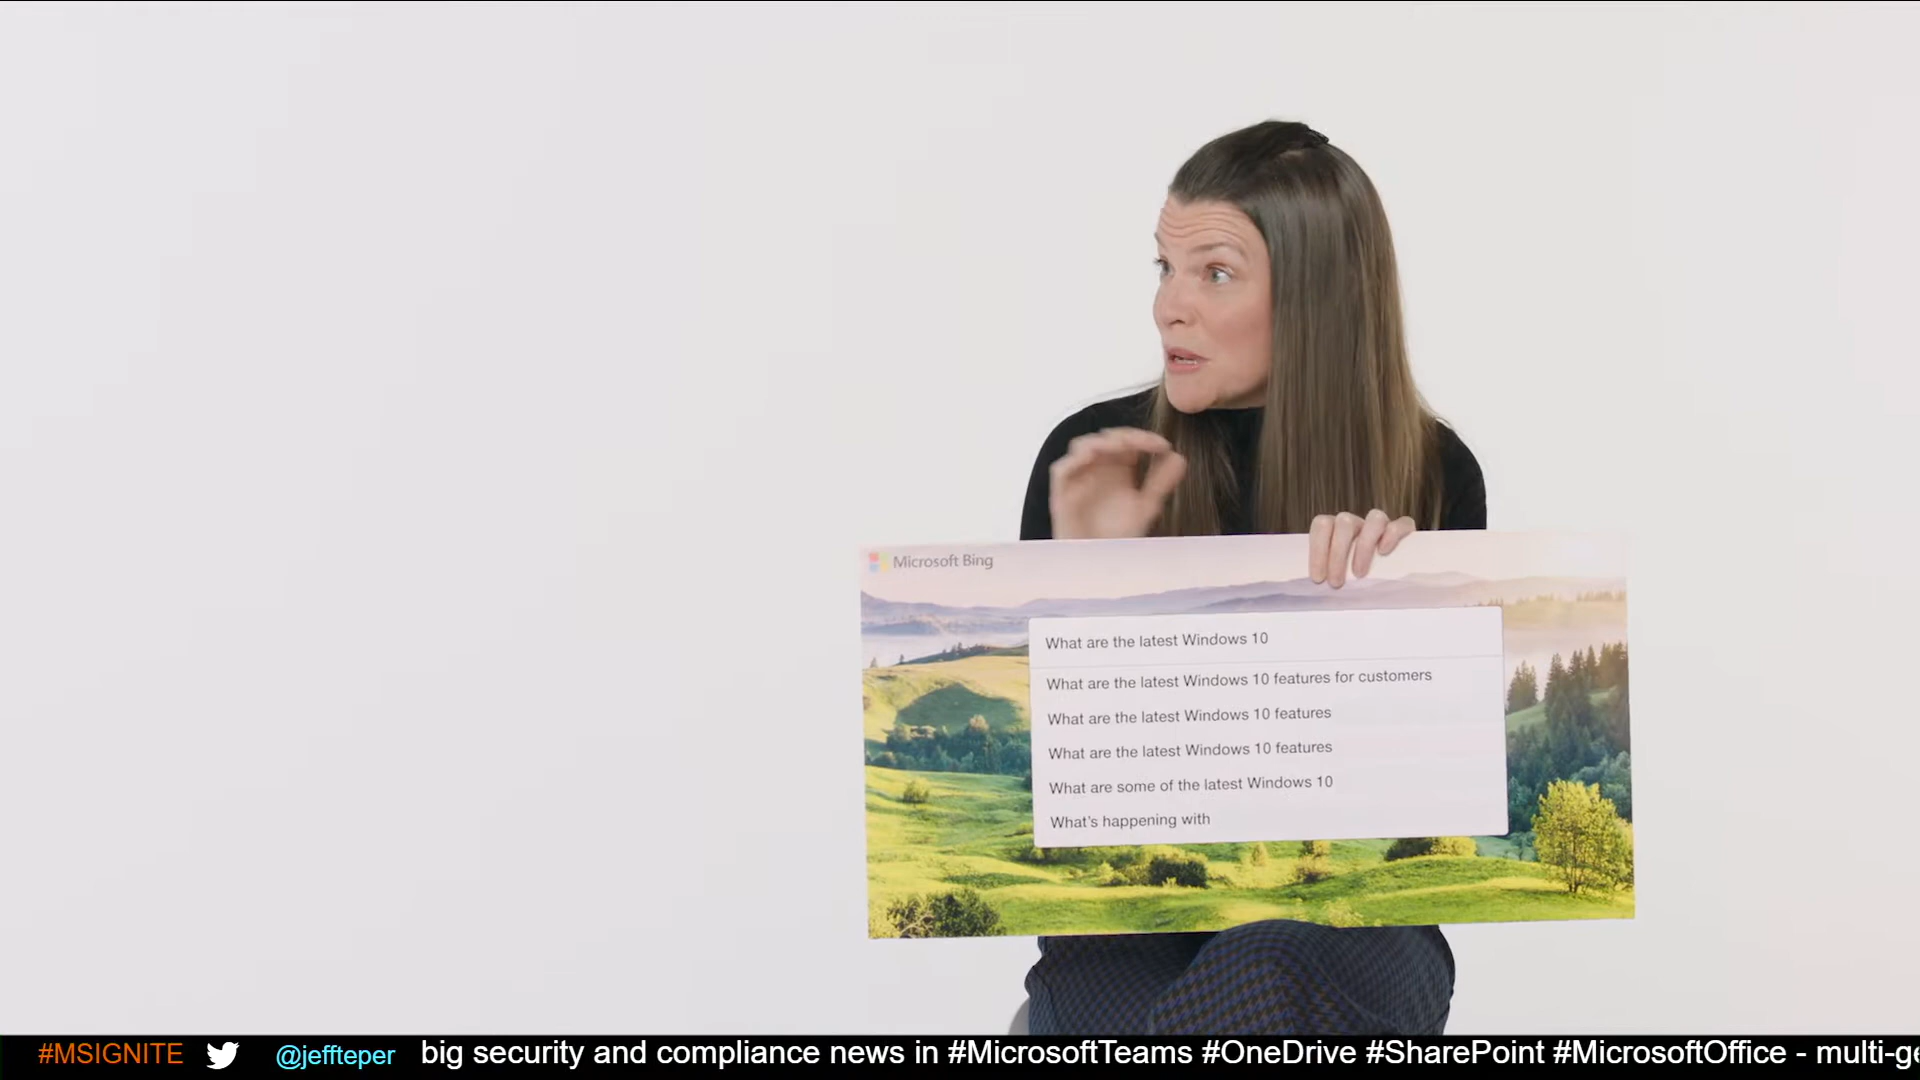 Microsoft Bing
What are the latest Windows 10
What are the latest Windows 10 features for customers
What are the latest Windows 10 features
What are the latest Windows 10 features
What are some of the latest Windows 10
What's happening with
#MSIGNITE @jeffteper big security and compliance news in #MicrosoftTeams #OneDrive #SharePoint #MicrosoftOffice - multi-ge